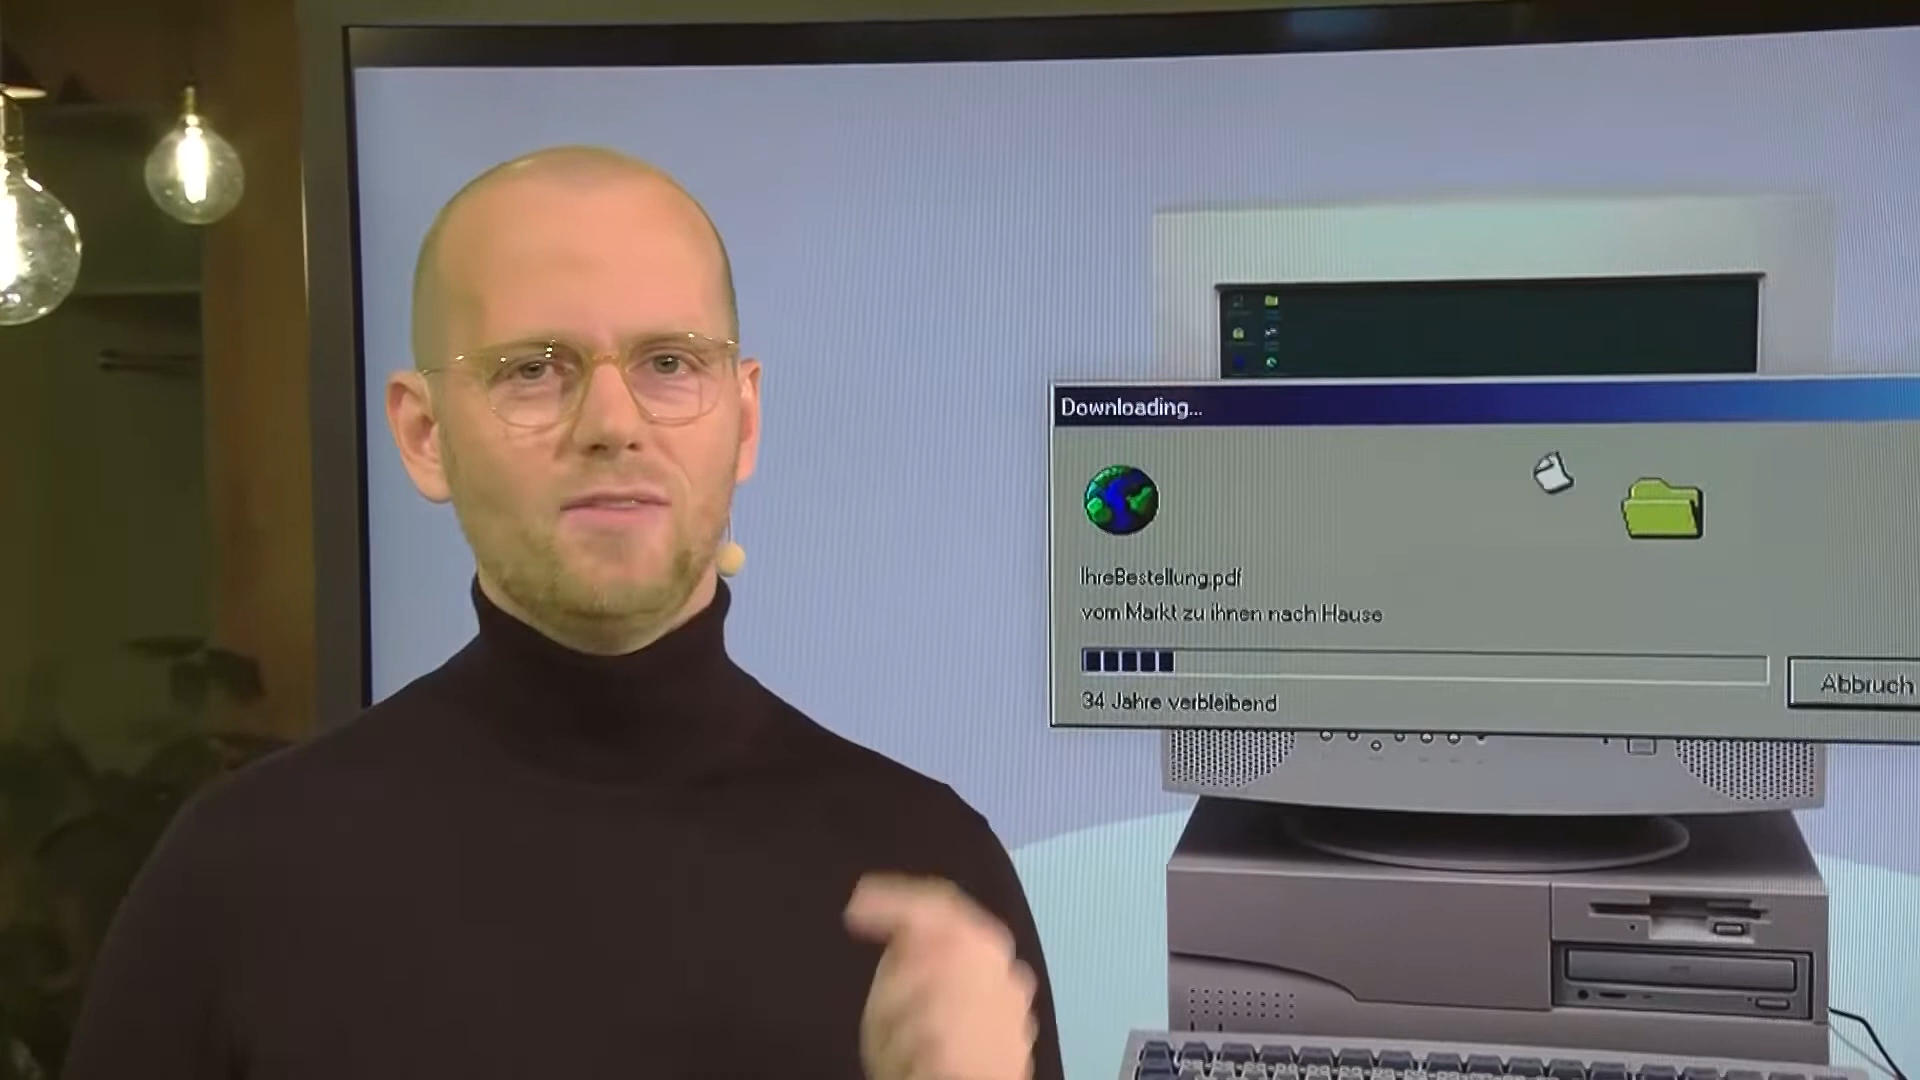 Downloading...
IhreBestellung.pdf
vom Markt zu ihnen nach Hause
34 Jahre verbleibend
Abbruch